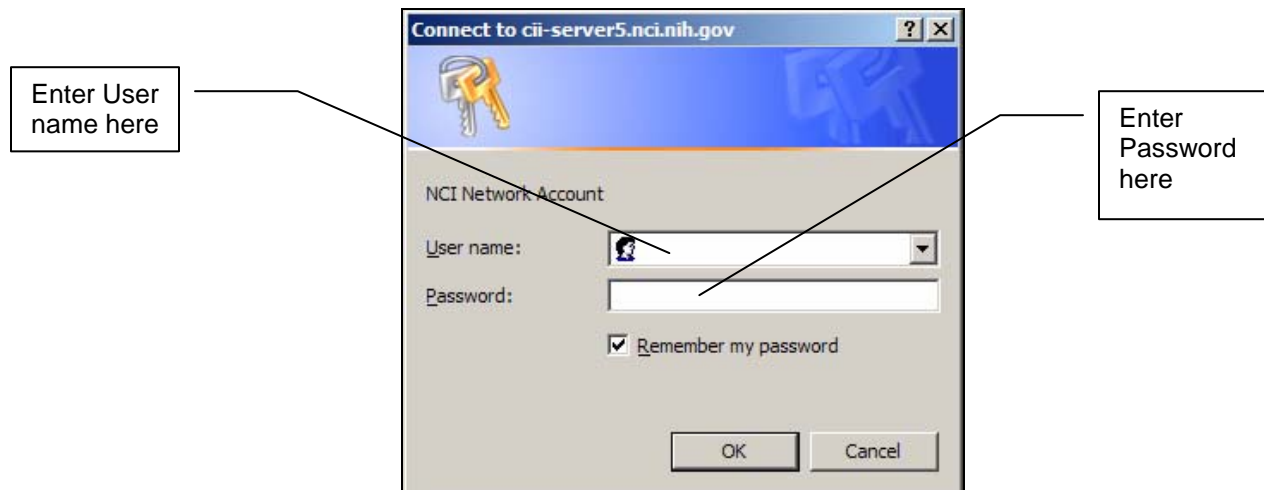 Connect to cii-server5.nci.nih.gov
Enter User
name here
Enter
Password
here
NCI Network Account
User name:
Password:
Remember my password
OK
Cancel